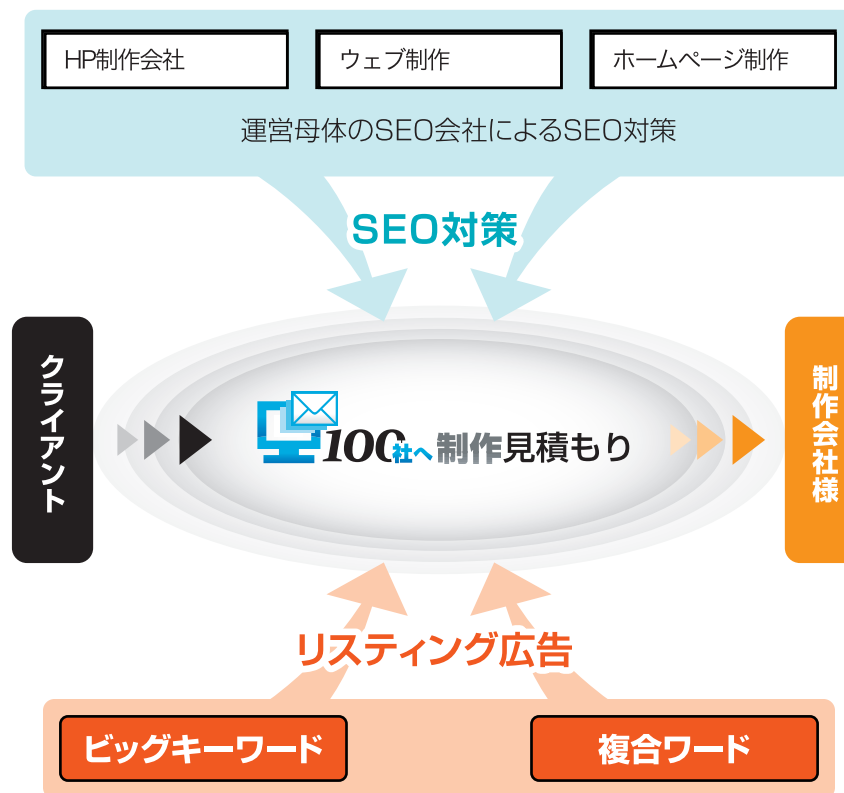 HP制作会社
ウェブ制作
ホームページ制作
運営母体のSEO会社によるSEO対策
SEO対策
クライアント
100社へ制作見積もり
制作会社様
リスティング広告
ビッグキーワード
複合ワード